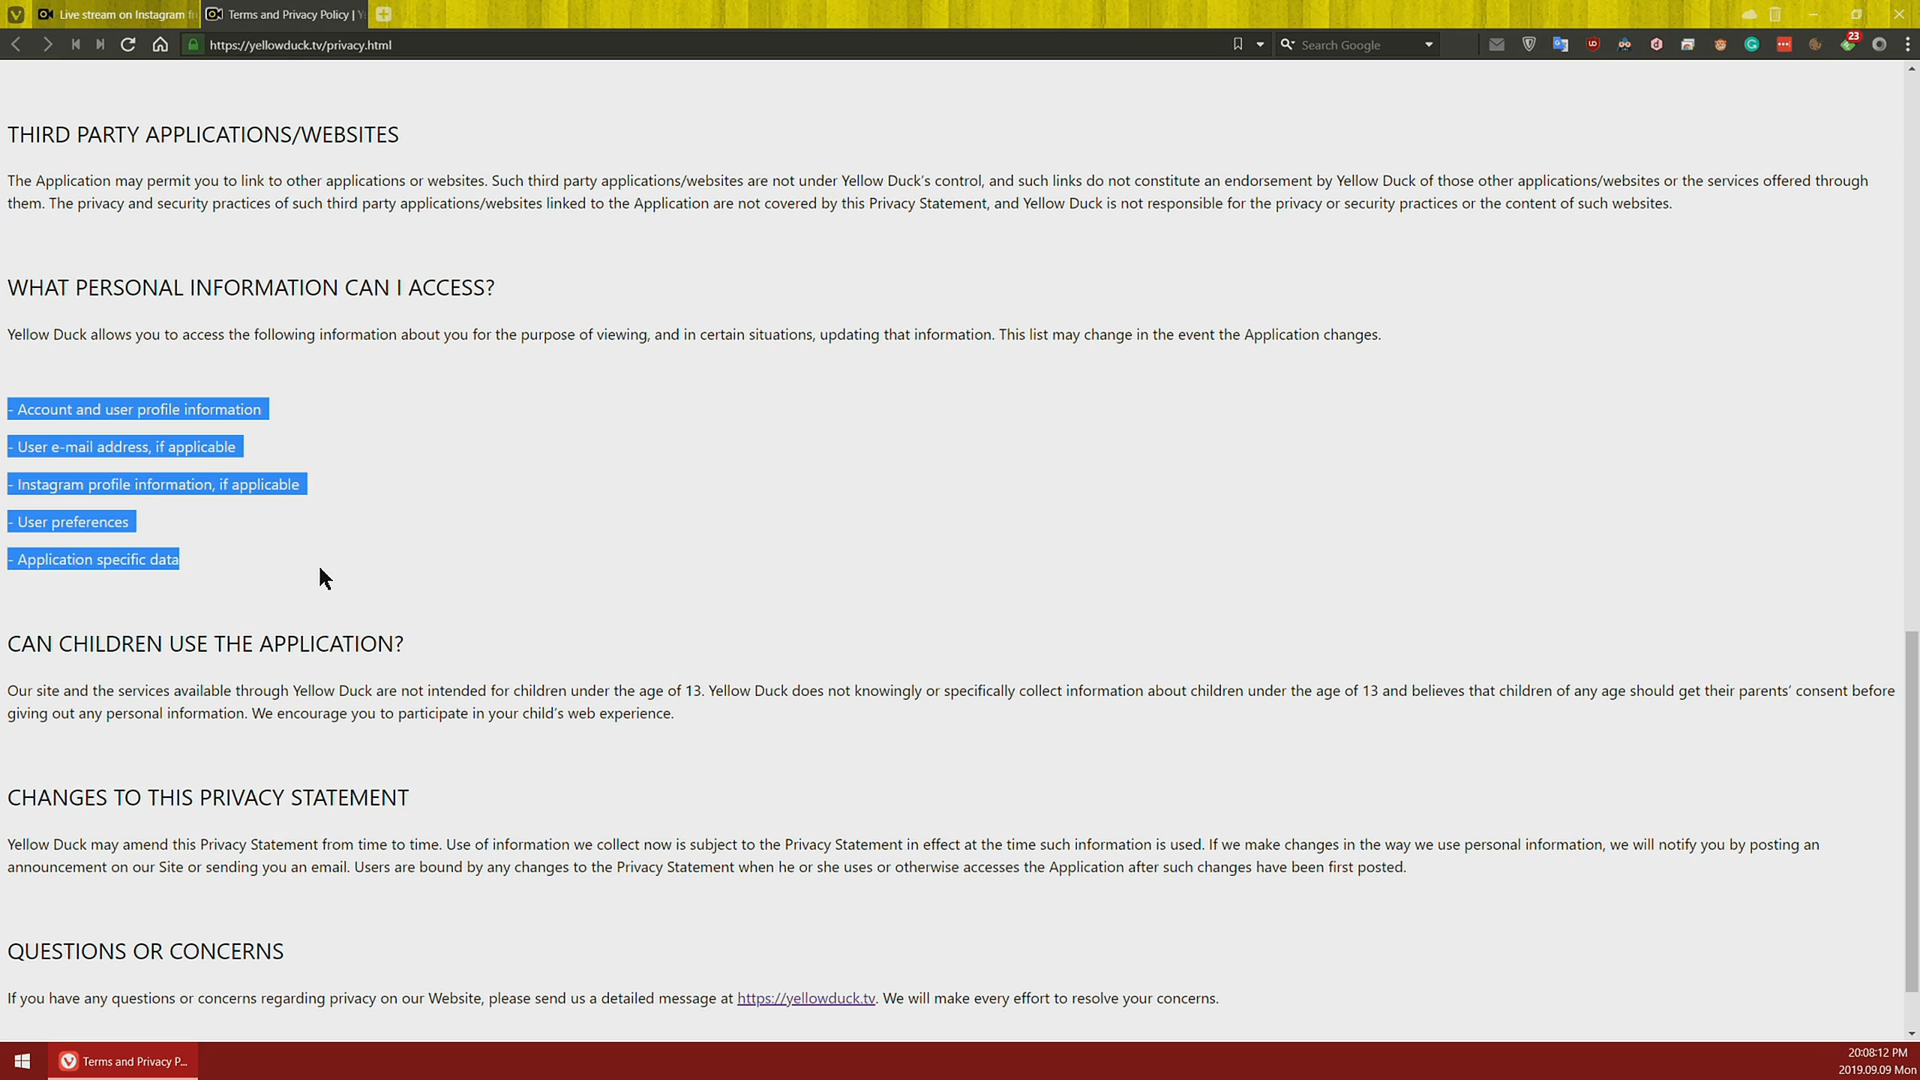 Live stream on Instagram fr
Terms and Privacy Policy | Y
https://yellowduck.tv/privacy.html
Search Google
23
THIRD PARTY APPLICATIONS/WEBSITES
The Application may permit you to link to other applications or websites. Such third party applications/websites are not under Yellow Duck's control, and such links do not constitute an endorsement by Yellow Duck of those other applications/websites or the services offered through
them. The privacy and security practices of such third party applications/websites linked to the Application are not covered by this Privacy Statement, and Yellow Duck is not responsible for the privacy or security practices or the content of such websites.
WHAT PERSONAL INFORMATION CAN I ACCESS?
Yellow Duck allows you to access the following information about you for the purpose of viewing, and in certain situations, updating that information. This list may change in the event the Application changes.
- Account and user profile information
- User e-mail address, if applicable
- Instagram profile information, if applicable
- User preferences
- Application specific data
CAN CHILDREN USE THE APPLICATION?
Our site and the services available through Yellow Duck are not intended for children under the age of 13. Yellow Duck does not knowingly or specifically collect information about children under the age of 13 and believes that children of any age should get their parents' consent before
giving out any personal information. We encourage you to participate in your child's web experience.
CHANGES TO THIS PRIVACY STATEMENT
Yellow Duck may amend this Privacy Statement from time to time. Use of information we collect now is subject to the Privacy Statement in effect at the time such information is used. If we make changes in the way we use personal information, we will notify you by posting an
announcement on our Site or sending you an email. Users are bound by any changes to the Privacy Statement when he or she uses or otherwise accesses the Application after such changes have been first posted.
QUESTIONS OR CONCERNS
If you have any questions or concerns regarding privacy on our Website, please send us a detailed message at https://yellowduck.tv. We will make every effort to resolve your concerns.
Terms and Privacy P...
20:08:12 PM
2019.09.09 Mon